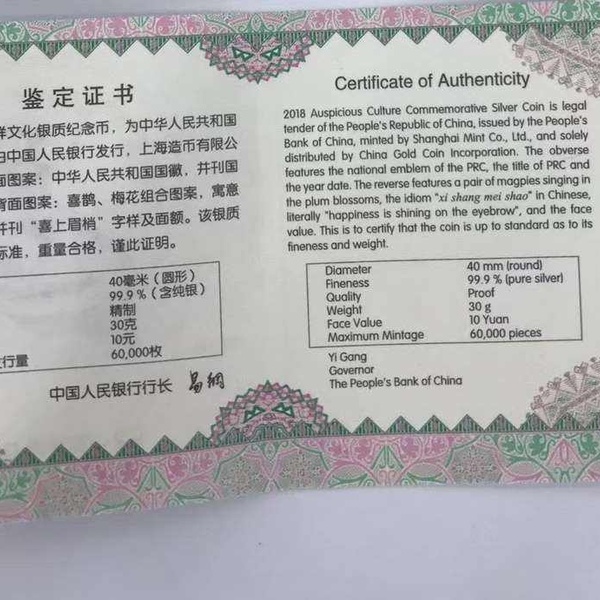 鉴定证书
祥文化银质纪念币，为中华人民共和国
由中国人民银行发行，上海造币有限公
面图案：中华人民共和国国徽，并刊国
背面图案：喜鹊、梅花组合图案，寓意
并刊“喜上眉梢”字样及面额。该银质
标准，重量合格，谨此证明。
40毫米（圆形）
99.9％（含纯银）
精制
30克
10元
行量 60,000枚
中国人民银行行长 易纲
Certificate of Authenticity
2018 Auspicious Culture Commemorative Silver Coin is legal
tender of the People's Republic of China, issued by the People's
Bank of China, minted by Shanghai Mint Co., Ltd., and solely
distributed by China Gold Coin Incorporation. The obverse
features the national emblem of the PRC, the title of PRC and
the year date. The reverse features a pair of magpies singing in
the plum blossoms, the idiom "xi shang mei shao" in Chinese,
literally "happiness is shining on the eyebrow", and the face
value. This is to certify that the coin is up to standard as to its
fineness and weight.
Diameter 40 mm (round)
Fineness 99.9 % (pure silver)
Quality Proof
Weight 30 g
Face Value 10 Yuan
Maximum Mintage 60,000 pieces
Yi Gang
Governor
The People's Bank of China